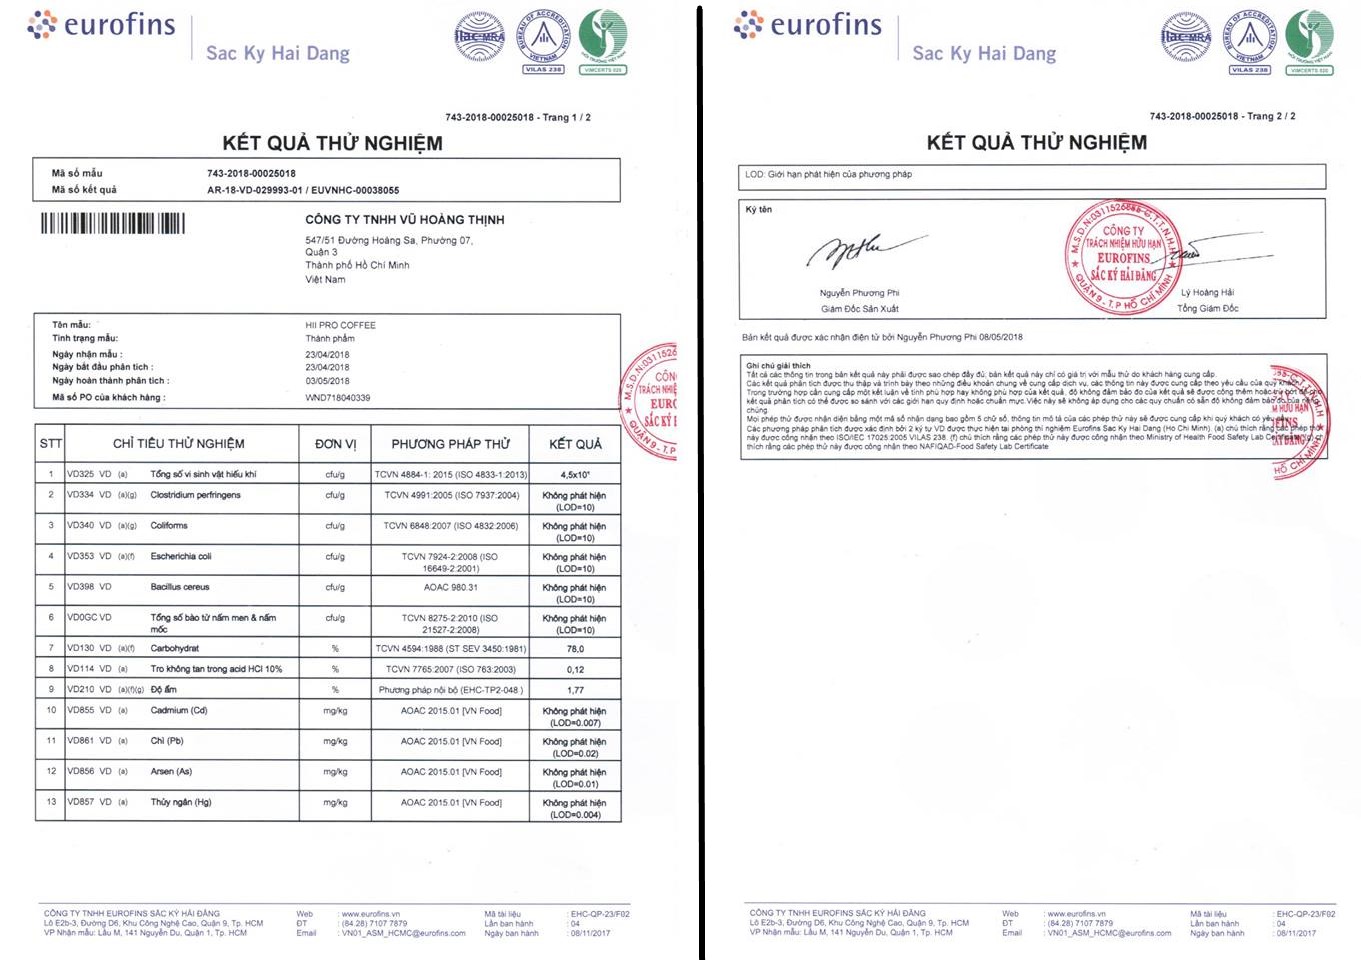 eurofins
Sac Ky Hai Dang
ilac-MRA
BUREAU OF ACCREDITATION
VIETNAM
VILAS 238
VIMCERTS 020
743-2018-00025018 - Trang 1 / 2
KẾT QUẢ THỬ NGHIỆM
Mã số mẫu 743-2018-00025018
Mã số kết quả AR-18-VD-029993-01 / EUVNHC-00038055
CÔNG TY TNHH VŨ HOÀNG THỊNH
547/51 Đường Hoàng Sa, Phường 07,
Quận 3
Thành phố Hồ Chí Minh
Việt Nam
Tên mẫu: HII PRO COFFEE
Tình trạng mẫu: Thành phẩm
Ngày nhận mẫu : 23/04/2018
Ngày bắt đầu phân tích : 23/04/2018
Ngày hoàn thành phân tích : 03/05/2018
Mã số PO của khách hàng : WND718040339
STT CHỈ TIÊU THỬ NGHIỆM ĐƠN VỊ PHƯƠNG PHÁP THỬ KẾT QUẢ
1 VD325 VD (a) Tổng số vi sinh vật hiếu khí cfu/g TCVN 4884-1: 2015 (ISO 4833-1:2013) 4,5x10
2 VD334 VD (a)(g) Clostridium perfringens cfu/g TCVN 4991:2005 (ISO 7937:2004) Không phát hiện
(LOD=10)
3 VD340 VD (a)(g) Coliforms cfu/g TCVN 6848:2007 (ISO 4832:2006) Không phát hiện
(LOD=10)
4 VD353 VD (a)(f) Escherichia coli cfu/g TCVN 7924-2:2008 (ISO Không phát hiện
16649-2:2001) (LOD=10)
5 VD398 VD Bacillus cereus cfu/g AOAC 980.31 Không phát hiện
(LOD=10)
6 VD0GC VD Tổng số bào tử nấm men & nấm cfu/g TCVN 8275-2:2010 (ISO Không phát hiện
mốc 21527-2:2008) (LOD=10)
7 VD130 VD (a)(f) Carbohydrat % TCVN 4594:1988 (ST SEV 3450:1981) 78,0
8 VD114 VD (a) Tro không tan trong acid HCl 10% % TCVN 7765:2007 (ISO 763:2003) 0,12
9 VD210 VD (a)(f)(g) Độ ẩm % Phương pháp nội bộ (EHC-TP2-048 ) 1,77
10 VD855 VD (a) Cadmium (Cd) mg/kg AOAC 2015.01 [VN Food] Không phát hiện
(LOD=0.007)
11 VD861 VD (a) Chì (Pb) mg/kg AOAC 2015.01 [VN Food] Không phát hiện
(LOD=0.02)
12 VD856 VD (a) Arsen (As) mg/kg AOAC 2015.01 [VN Food] Không phát hiện
(LOD=0.01)
13 VD857 VD (a) Thủy ngân (Hg) mg/kg AOAC 2015.01 [VN Food] Không phát hiện
(LOD=0.004)
CÔNG TY TNHH EUROFINS SẮC KÝ HẢI ĐĂNG Web : www.eurofins.vn Mã tài liệu : EHC-QP-23/F02
Lô E2b-3, Đường D6, Khu Công Nghệ Cao, Quận 9, Tp. HCM ĐT : (84.28) 7107 7879 Lần ban hành : 04
VP Nhận mẫu: Lầu M, 141 Nguyễn Du, Quận 1, Tp. HCM Email : VN01_ASM_HCMC@eurofins.com Ngày ban hành : 08/11/2017
eurofins
Sac Ky Hai Dang
ilac-MRA
BUREAU OF ACCREDITATION
VIETNAM
VILAS 238
VIMCERTS 020
743-2018-00025018 - Trang 2 / 2
KẾT QUẢ THỬ NGHIỆM
LOD: Giới hạn phát hiện của phương pháp
Ký tên
M.S.D.N:0311526586-C.T.T.N.H.H
CÔNG TY
TRÁCH NHIỆM HỮU HẠN
EUROFINS
SẮC KÝ HẢI ĐĂNG
QUẬN 9 - T.P HỒ CHÍ MINH
Nguyễn Phương Phi Lý Hoàng Hải
Giám Đốc Sản Xuất Tổng Giám Đốc
Bản kết quả được xác nhận điện tử bởi Nguyễn Phương Phi 08/05/2018
Ghi chú giải thích
Tất cả các thông tin trong bản kết quả này phải được sao chép đầy đủ; bản kết quả này chỉ có giá trị với mẫu thử do khách hàng cung cấp.
Các kết quả phân tích được thu thập và trình bày theo những điều khoản chung về cung cấp dịch vụ, các thông tin này được cung cấp theo yêu cầu của quý khách.
Trong trường hợp cần cung cấp một kết luận về tính phù hợp hay không phù hợp của kết quả, độ không đảm bảo đo của kết quả sẽ được cộng thêm hoặc trừ bớt để cho
kết quả phân tích có thể được so sánh với các giới hạn quy định hoặc chuẩn mực. Việc này sẽ không áp dụng cho các quy chuẩn có sẵn độ không đảm bảo đo của riêng
chúng
Mọi phép thử được nhận diện bằng một mã số nhận dạng bao gồm 5 chữ số, thông tin mô tả của các phép thử này sẽ được cung cấp khi quý khách có yêu cầu.
Các phương pháp phân tích được xác định bởi 2 ký tự VD được thực hiện tại phòng thí nghiệm Eurofins Sac Ky Hai Dang (Ho Chi Minh). (a) chú thích rằng các phép thử
này được công nhận theo ISO/IEC 17025:2005 VILAS 238. (f) chú thích rằng các phép thử này được công nhận theo Ministry of Health Food Safety Lab Certificate (g) ch
thích rằng các phép thử này được công nhận theo NAFIQAD-Food Safety Lab Certificate
CÔNG TY TNHH EUROFINS SẮC KÝ HẢI ĐĂNG Web : www.eurofins.vn Mã tài liệu : EHC-QP-23/F02
Lô E2b-3, Đường D6, Khu Công Nghệ Cao, Quận 9, Tp. HCM ĐT : (84.28) 7107 7879 Lần ban hành : 04
VP Nhận mẫu: Lầu M, 141 Nguyễn Du, Quận 1, Tp. HCM Email : VN01_ASM_HCMC@eurofins.com Ngày ban hành : 08/11/2017